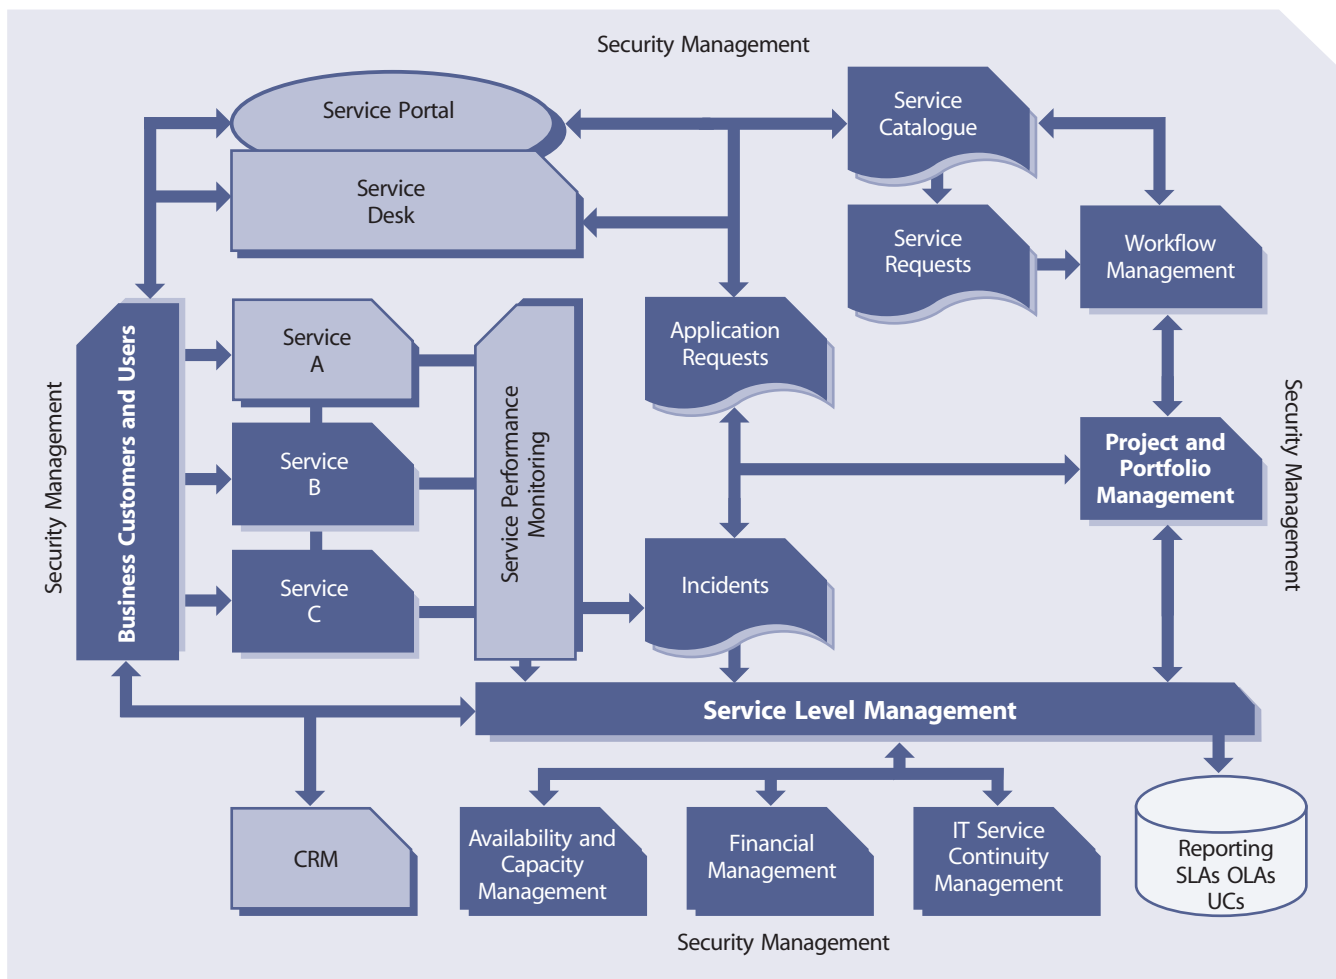 Security Management
Service Portal
Service
Catalogue
Service
Desk
Service
Requests
Workflow
Management
Security Management
Business Customers and Users
Service
A
Service
B
Service
C
Service Performance
Monitoring
Application
Requests
Project and
Portfolio
Management
Security Management
Incidents
Service Level Management
CRM
Availability and
Capacity
Management
Financial
Management
IT Service
Continuity
Management
Reporting
SLAs OLAs
UCs
Security Management